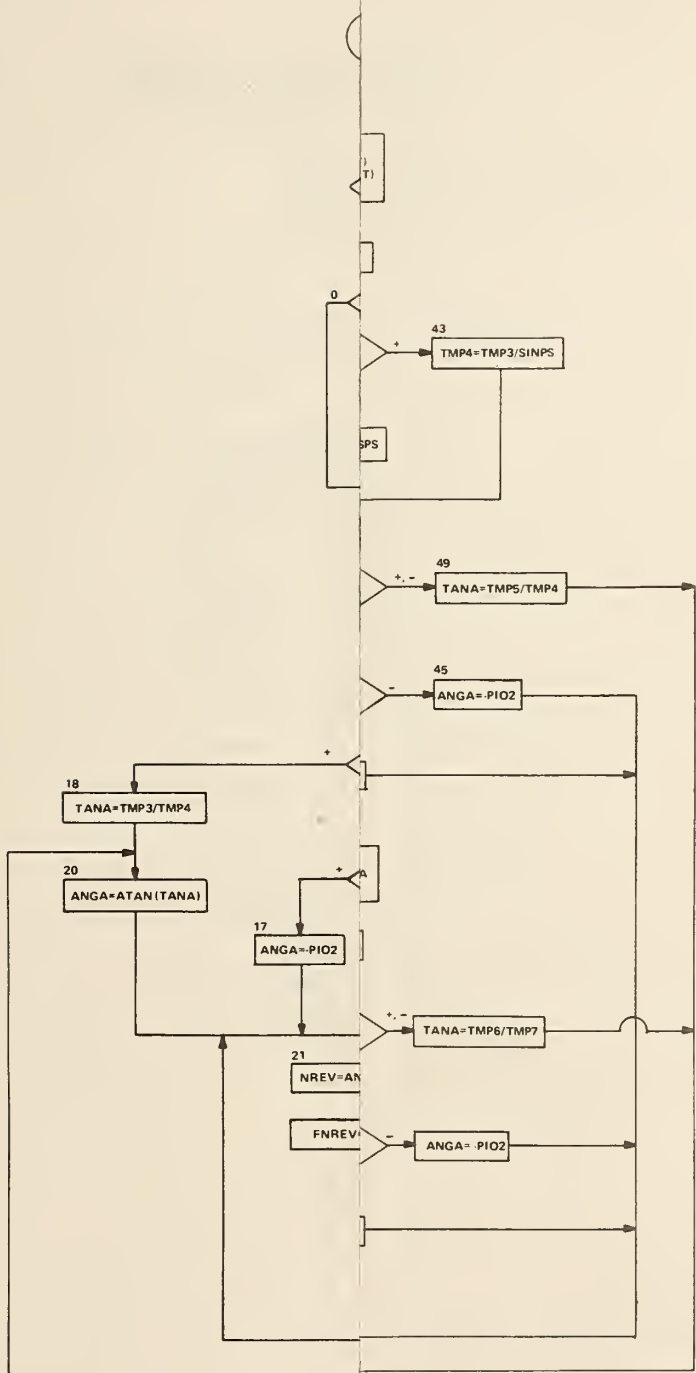 )
T)
0
43
+
TMP4=TMP3/SINPS
SPS
49
+,-
TANA=TMP5/TMP4
45
-
ANGA=-PIO2
+
18
TANA=TMP3/TMP4
20
ANGA=ATAN(TANA)
+
A
17
ANGA=-PIO2
+,-
TANA=TMP6/TMP7
21
NREV=AN
FNREV
-
ANGA=-PIO2